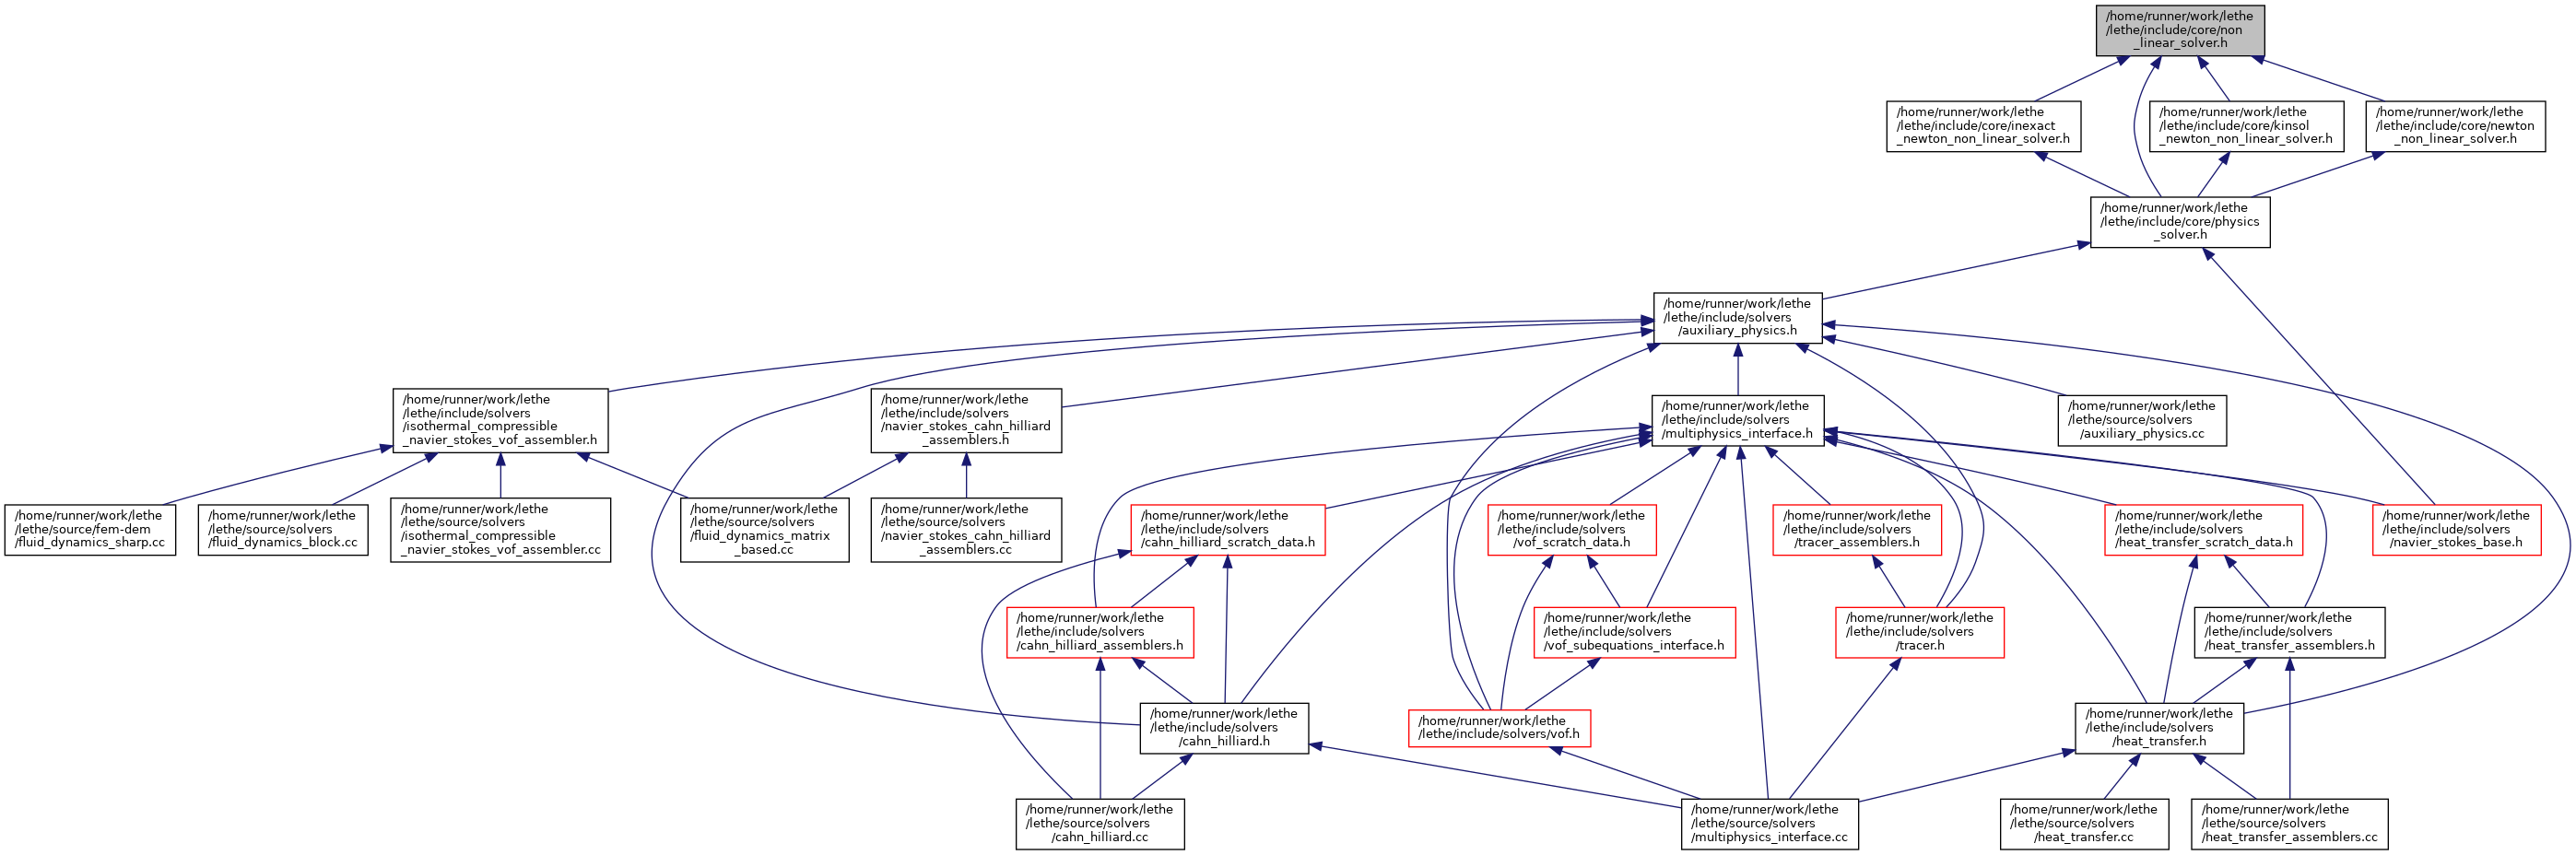 /home/runner/work/lethe
/lethe/include/core/non
_linear_solver.h
/home/runner/work/lethe
/lethe/include/core/inexact
_newton_non_linear_solver.h
/home/runner/work/lethe
/lethe/include/core/kinsol
_newton_non_linear_solver.h
/home/runner/work/lethe
/lethe/include/core/newton
_non_linear_solver.h
/home/runner/work/lethe
/lethe/include/core/physics
_solver.h
/home/runner/work/lethe
/lethe/include/solvers
/auxiliary_physics.h
/home/runner/work/lethe
/lethe/include/solvers
/isothermal_compressible
_navier_stokes_vof_assembler.h
/home/runner/work/lethe
/lethe/include/solvers
/navier_stokes_cahn_hilliard
_assemblers.h
/home/runner/work/lethe
/lethe/include/solvers
/multiphysics_interface.h
/home/runner/work/lethe
/lethe/source/solvers
/auxiliary_physics.cc
/home/runner/work/lethe
/lethe/source/fem-dem
/fluid_dynamics_sharp.cc
/home/runner/work/lethe
/lethe/source/solvers
/fluid_dynamics_block.cc
/home/runner/work/lethe
/lethe/source/solvers
/isothermal_compressible
_navier_stokes_vof_assembler.cc
/home/runner/work/lethe
/lethe/source/solvers
/fluid_dynamics_matrix
_based.cc
/home/runner/work/lethe
/lethe/source/solvers
/navier_stokes_cahn_hilliard
_assemblers.cc
/home/runner/work/lethe
/lethe/include/solvers
/cahn_hilliard_scratch_data.h
/home/runner/work/lethe
/lethe/include/solvers
/vof_scratch_data.h
/home/runner/work/lethe
/lethe/include/solvers
/tracer_assemblers.h
/home/runner/work/lethe
/lethe/include/solvers
/heat_transfer_scratch_data.h
/home/runner/work/lethe
/lethe/include/solvers
/navier_stokes_base.h
/home/runner/work/lethe
/lethe/include/solvers
/cahn_hilliard_assemblers.h
/home/runner/work/lethe
/lethe/include/solvers
/vof_subequations_interface.h
/home/runner/work/lethe
/lethe/include/solvers
/tracer.h
/home/runner/work/lethe
/lethe/include/solvers
/heat_transfer_assemblers.h
/home/runner/work/lethe
/lethe/include/solvers
/cahn_hilliard.h
/home/runner/work/lethe
/lethe/include/solvers/vof.h
/home/runner/work/lethe
/lethe/include/solvers
/heat_transfer.h
/home/runner/work/lethe
/lethe/source/solvers
/cahn_hilliard.cc
/home/runner/work/lethe
/lethe/source/solvers
/multiphysics_interface.cc
/home/runner/work/lethe
/lethe/source/solvers
/heat_transfer.cc
/home/runner/work/lethe
/lethe/source/solvers
/heat_transfer_assemblers.cc